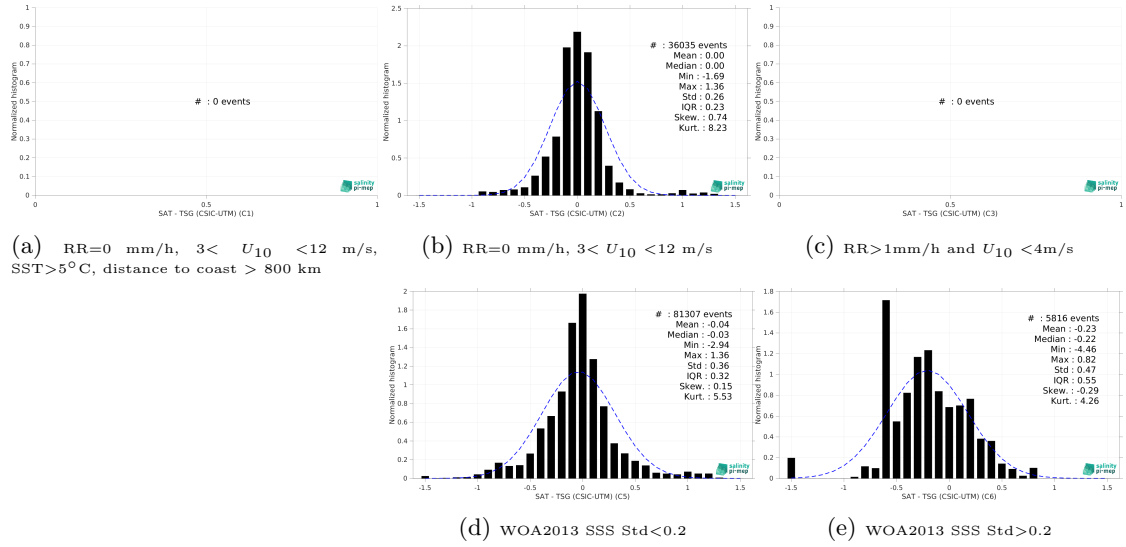 1
0.9
0.8
0.7
0.6
0.5
0.4
0.3
0.2
0.1
0
Normalized histogram
# : 0 events
salinity
pi-mep
0 0.5 1
SAT - TSG (CSIC-UTM) (C1)
2.5
2
1.5
1
0.5
0
Normalized histogram
# : 36035 events
Mean : 0.00
Median : 0.00
Min : -1.69
Max : 1.36
Std : 0.26
IQR : 0.23
Skew. : 0.74
Kurt. : 8.23
salinity
pi-mep
-1.5 -1 -0.5 0 0.5 1 1.5
SAT - TSG (CSIC-UTM) (C2)
1
0.9
0.8
0.7
0.6
0.5
0.4
0.3
0.2
0.1
0
Normalized histogram
# : 0 events
salinity
pi-mep
0 0.5 1
SAT - TSG (CSIC-UTM) (C3)
(a) RR=0 mm/h, 3< U10 <12 m/s,
SST>5°C, distance to coast > 800 km
(b) RR=0 mm/h, 3< U10 <12 m/s
(c) RR>1mm/h and U10 <4m/s
2
1.8
1.6
1.4
1.2
1
0.8
0.6
0.4
0.2
0
Normalized histogram
# : 81307 events
Mean : -0.04
Median : -0.03
Min : -2.94
Max : 1.36
Std : 0.36
IQR : 0.32
Skew. : 0.15
Kurt. : 5.53
salinity
pi-mep
-1.5 -1 -0.5 0 0.5 1 1.5
SAT - TSG (CSIC-UTM) (C5)
1.8
1.6
1.4
1.2
1
0.8
0.6
0.4
0.2
0
Normalized histogram
# : 5816 events
Mean : -0.23
Median : -0.22
Min : -4.46
Max : 0.82
Std : 0.47
IQR : 0.55
Skew. : -0.29
Kurt. : 4.26
salinity
pi-mep
-1.5 -1 -0.5 0 0.5 1 1.5
SAT - TSG (CSIC-UTM) (C6)
(d) WOA2013 SSS Std<0.2
(e) WOA2013 SSS Std>0.2